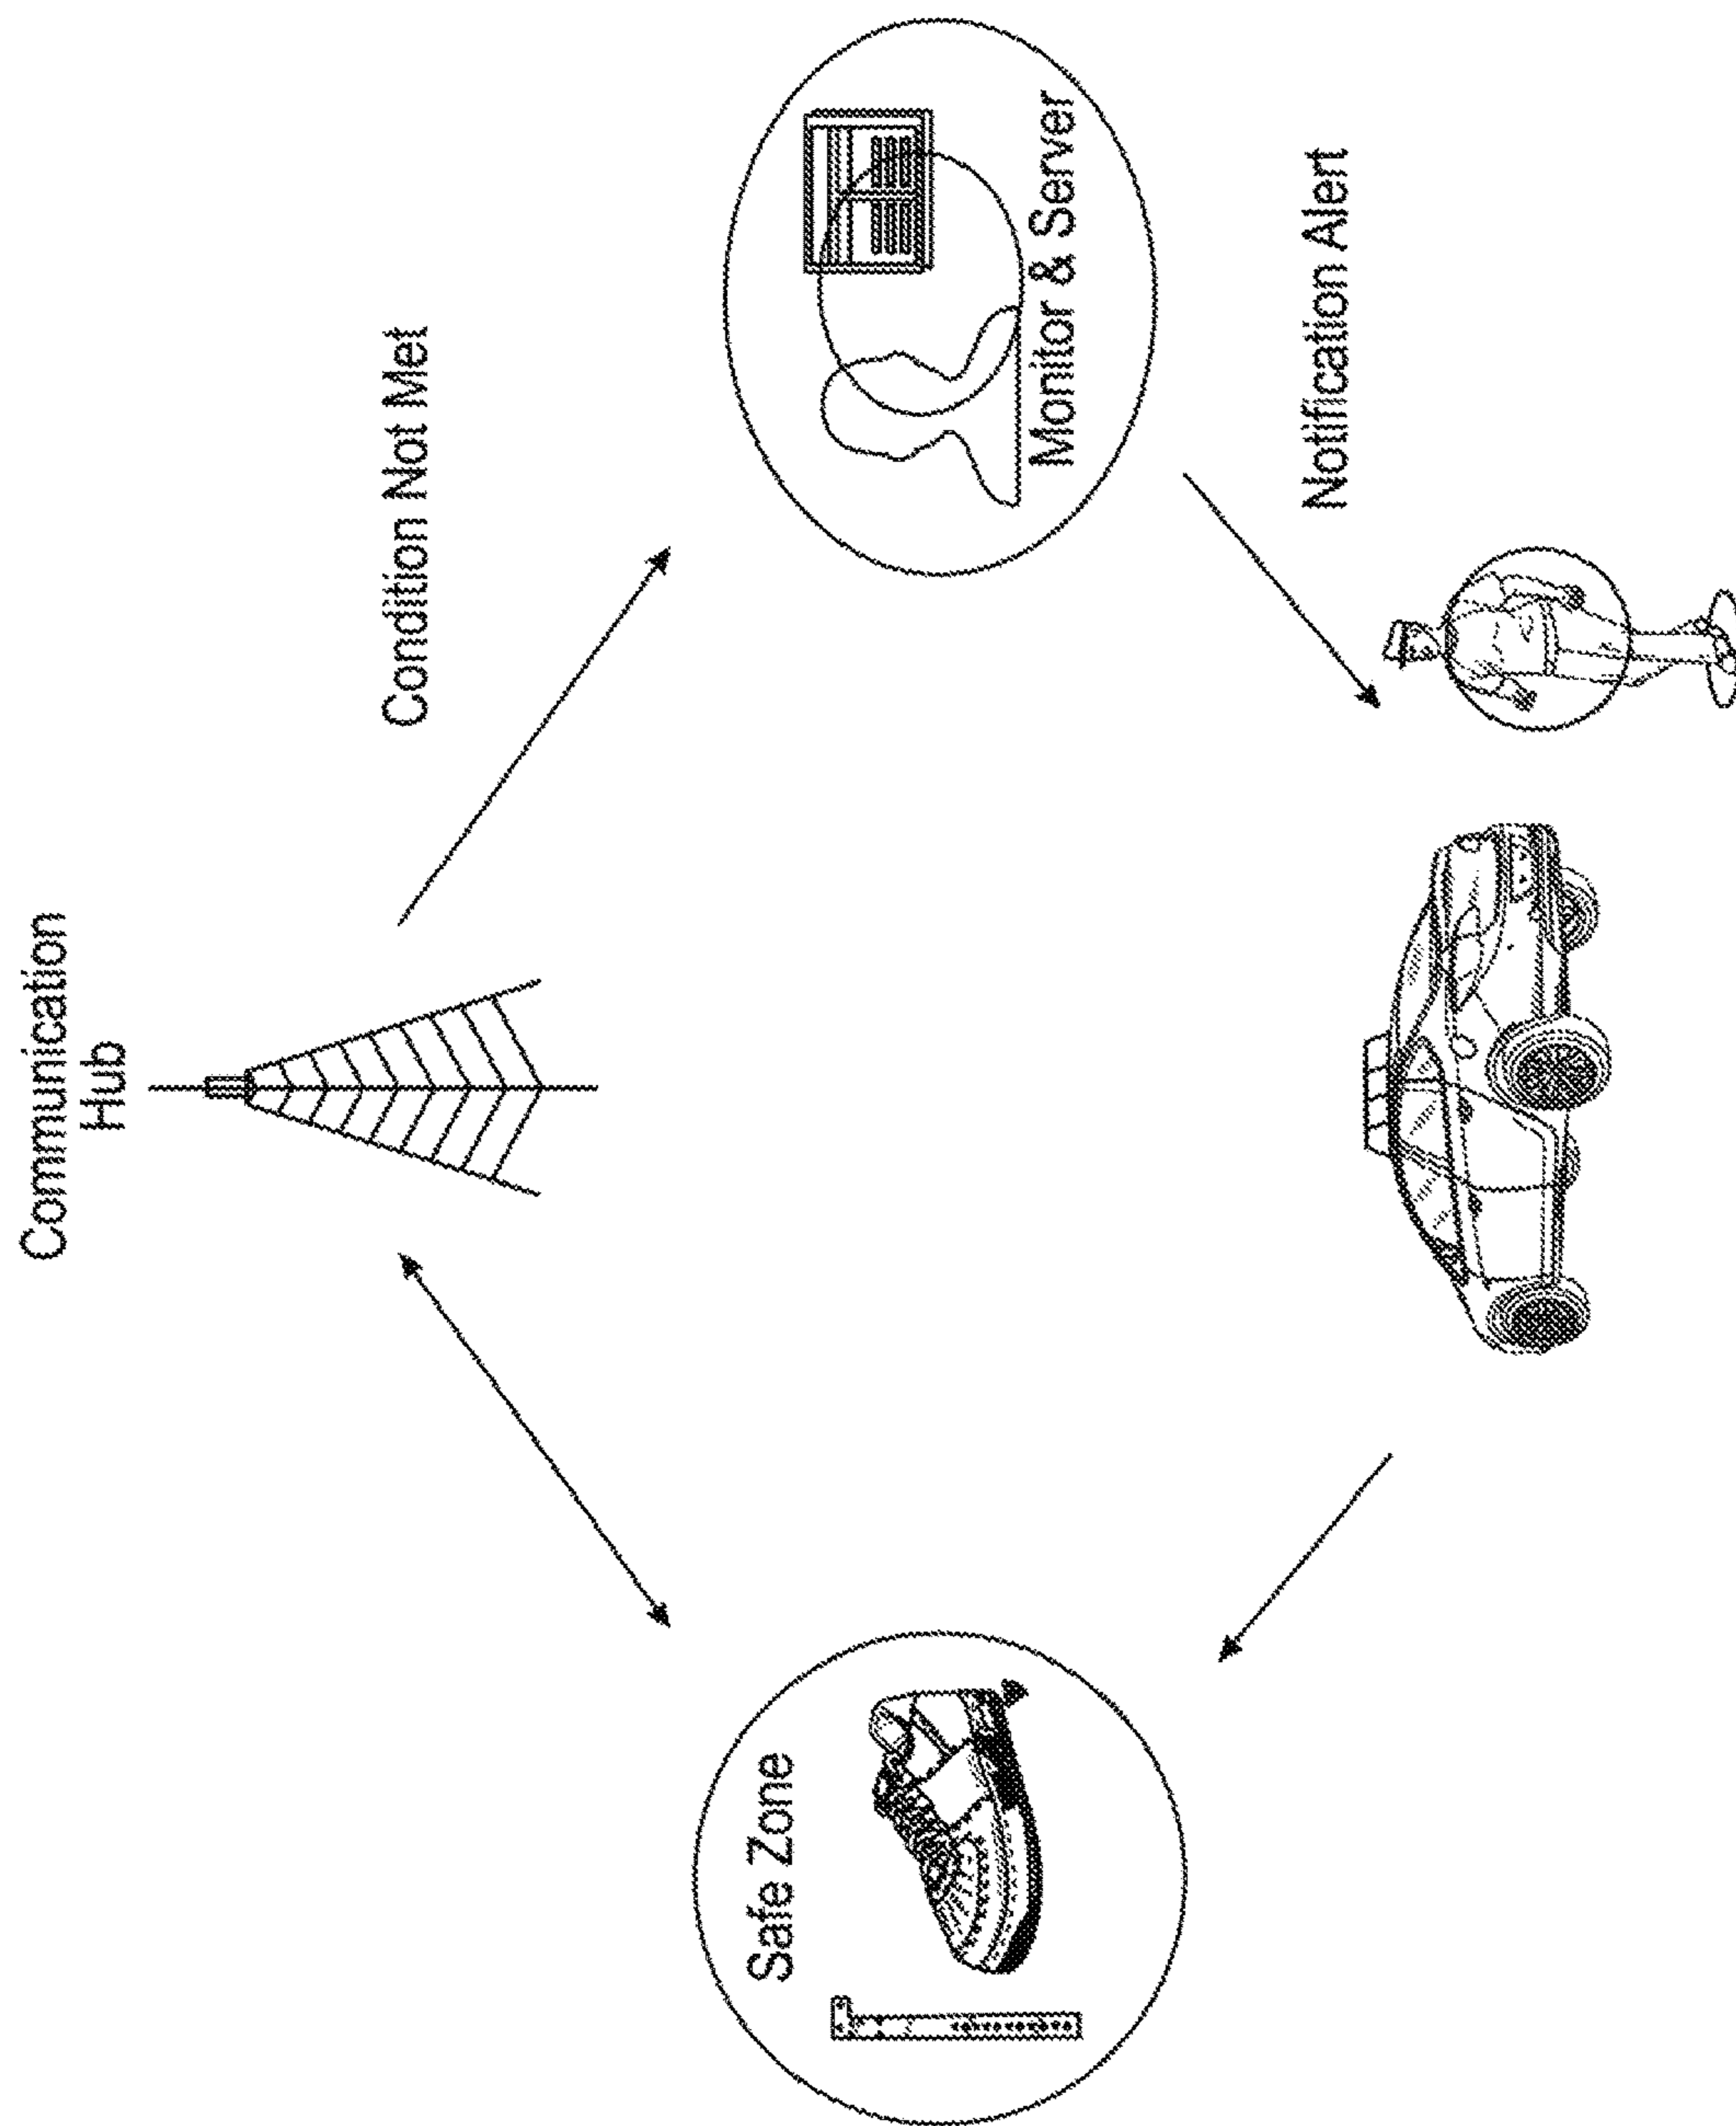 Communication
Hub
Condition Not Met
Safe Zone
Monitor & Server
Notification Alert